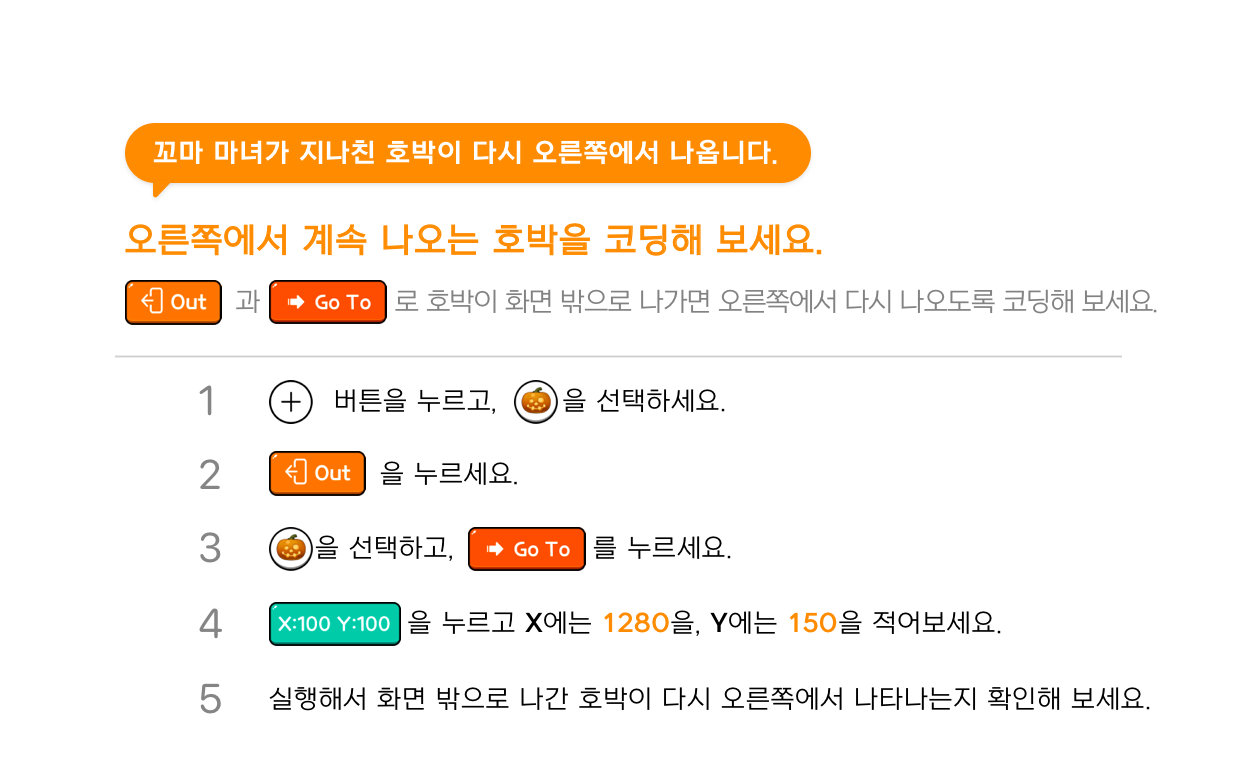 꼬마 마녀가 지나친 호박이 다시 오른쪽에서 나옵니다.
오른쪽에서 계속 나오는 호박을 코딩해 보세요.
Out 과 Go To 로 호박이 화면 밖으로 나가면 오른쪽에서 다시 나오도록 코딩해 보세요.
1 버튼을 누르고, 을 선택하세요.
2 Out 을 누르세요.
3 을 선택하고, Go To 를 누르세요.
4 X:100 Y:100 을 누르고 X에는 1280을, Y에는 150을 적어보세요.
5 실행해서 화면 밖으로 나간 호박이 다시 오른쪽에서 나타나는지 확인해 보세요.